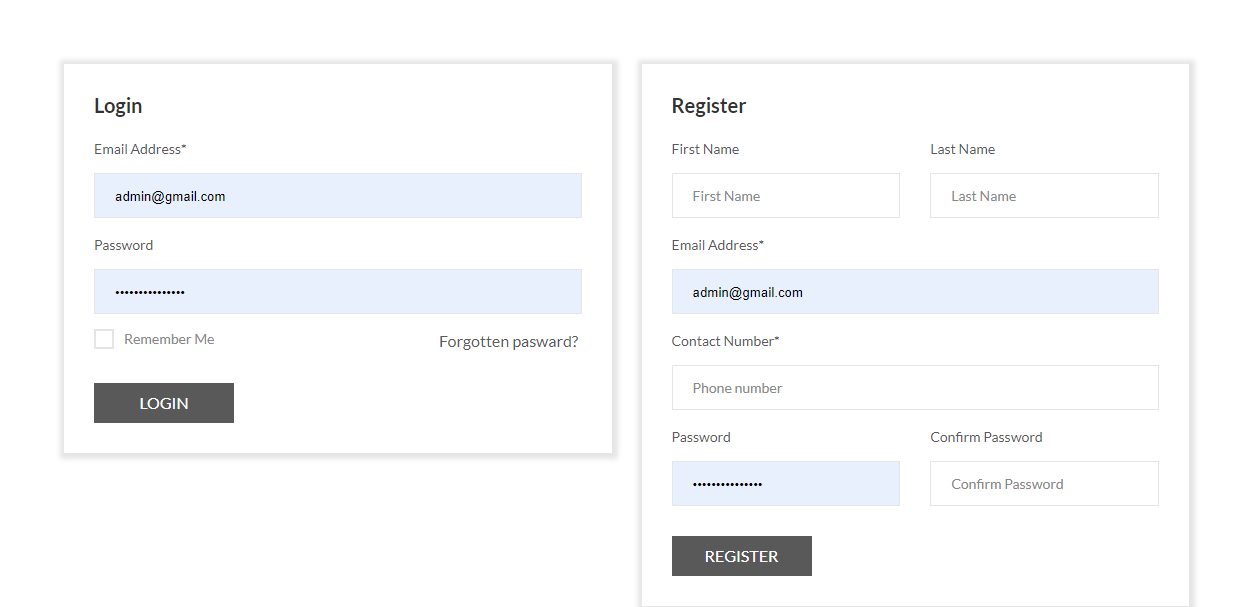 Login
Email Address*
admin@gmail.com
Password
•••••••••••••••
Remember Me
Forgotten pasward?
LOGIN
Register
First Name
Last Name
First Name
Last Name
Email Address*
admin@gmail.com
Contact Number*
Phone number
Password
Confirm Password
•••••••••••••••
Confirm Password
REGISTER